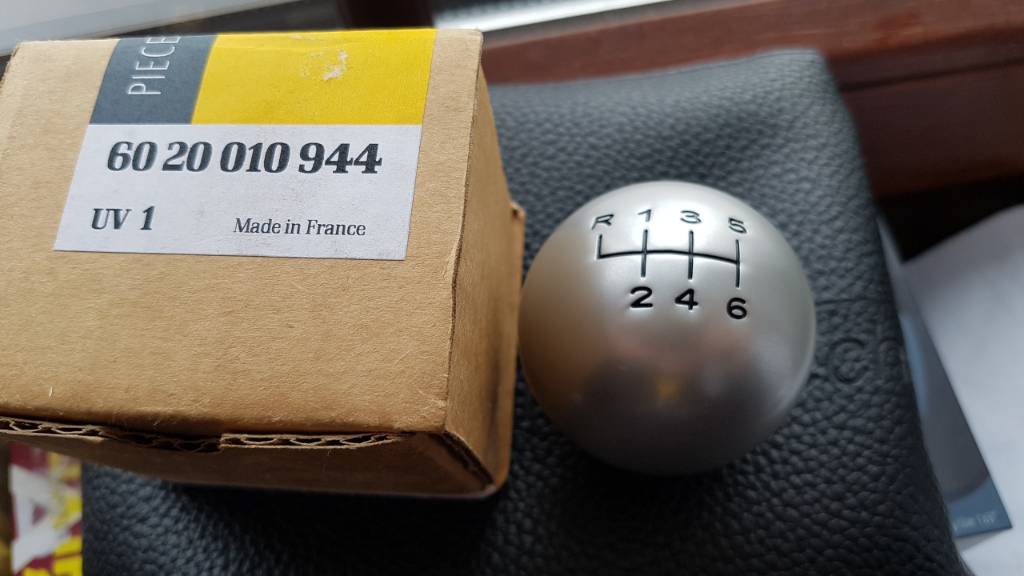 PIECE
60 20 010 944
UV 1 Made in France
R 1 3 5
2 4 6